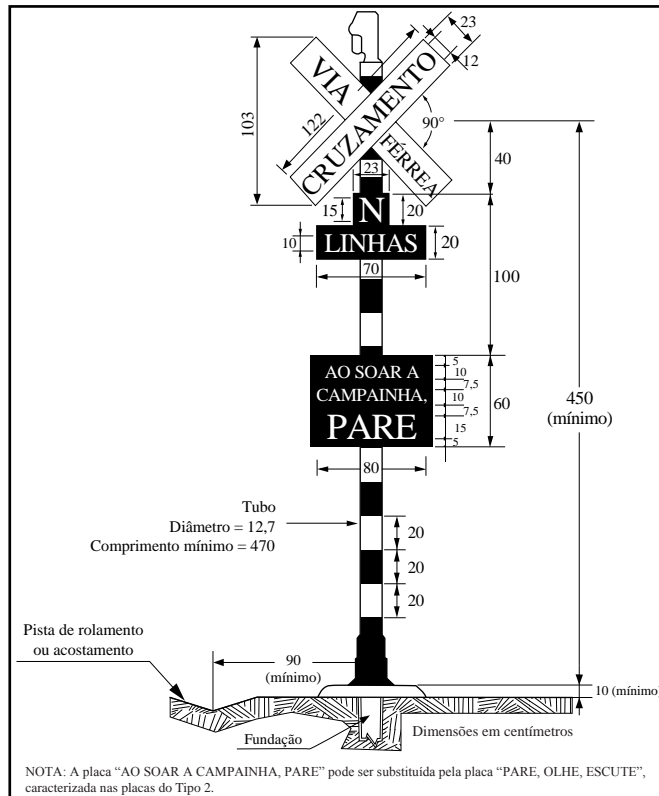 23
12
VIA
CRUZAMENTO
122
103
90°
FÉRREA
40
23
15
N
20
10
LINHAS
20
70
100
AO SOAR A
CAMPAINHA,
PARE
5
10
7,5
10
7,5
15
5
60
450
(mínimo)
80
Tubo
Diâmetro = 12,7
Comprimento mínimo = 470
20
20
20
Pista de rolamento
ou acostamento
90
(mínimo)
10 (mínimo)
Fundação
Dimensões em centímetros
NOTA: A placa “AO SOAR A CAMPAINHA, PARE” pode ser substituída pela placa “PARE, OLHE, ESCUTE”,
caracterizada nas placas do Tipo 2.